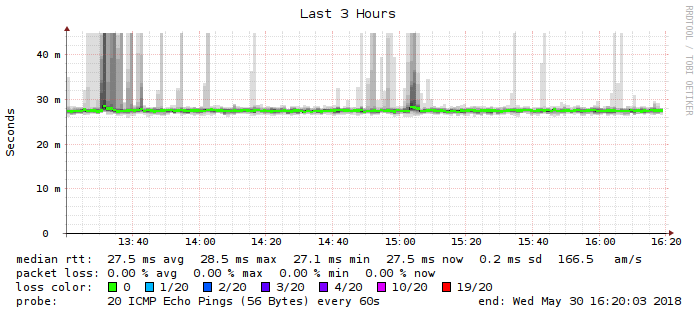 Last 3 Hours
RRDTOOL / TOBI OETIKER
Seconds
40 m
30 m
20 m
10 m
0
13:40 14:00 14:20 14:40 15:00 15:20 15:40 16:00 16:20
median rtt: 27.5 ms avg 28.5 ms max 27.1 ms min 27.5 ms now 0.2 ms sd 166.5 am/s
packet loss: 0.00 % avg 0.00 % max 0.00 % min 0.00 % now
loss color: 0 1/20 2/20 3/20 4/20 10/20 19/20
probe: 20 ICMP Echo Pings (56 Bytes) every 60s end: Wed May 30 16:20:03 2018